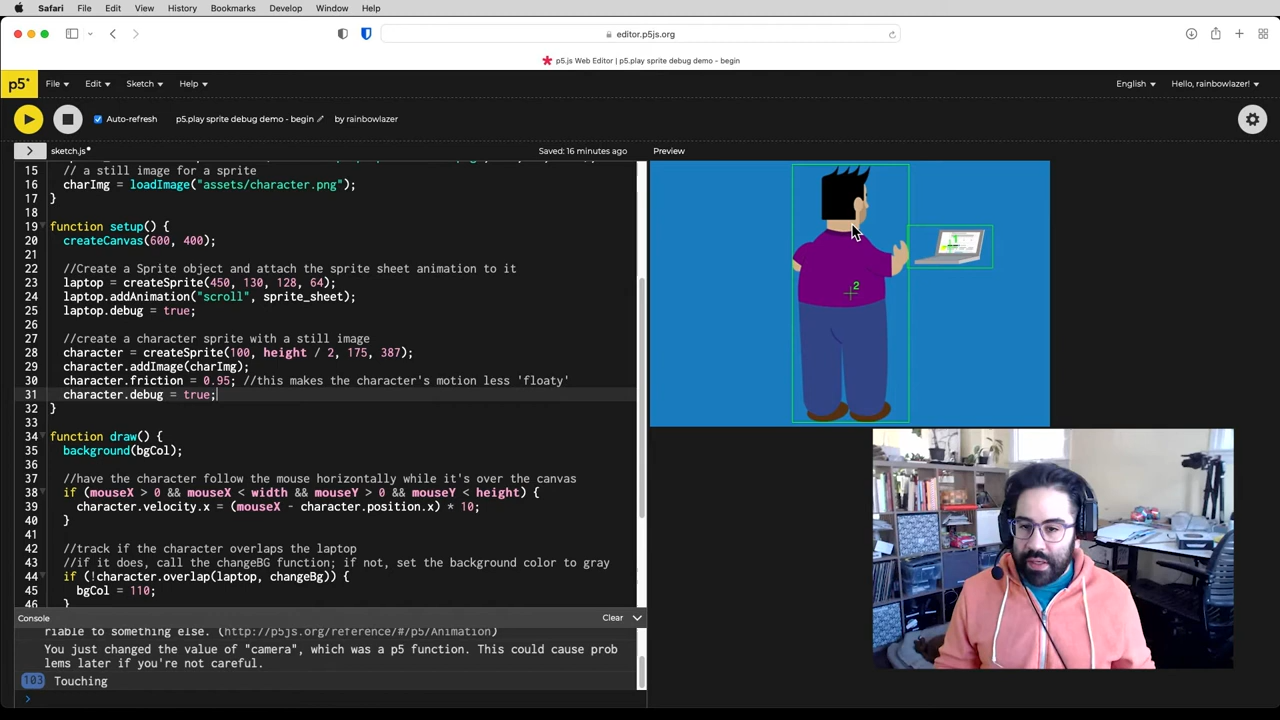 Safari File Edit View History Bookmarks Develop Window Help
editor.p5js.org
p5.js Web Editor | p5.play sprite debug demo - begin
p5* File Edit Sketch Help English Hello, rainbowlazer!
Auto-refresh p5.play sprite debug demo - begin by rainbowlazer
sketch.js Saved: 16 minutes ago Preview
15 // a still image for a sprite
16 charImg = loadImage("assets/character.png");
17 }
18
19 function setup() {
20 createCanvas(600, 400);
21
22 //Create a Sprite object and attach the sprite sheet animation to it
23 laptop = createSprite(450, 130, 128, 64);
24 laptop.addAnimation("scroll", sprite_sheet);
25 laptop.debug = true;
26
27 //create a character sprite with a still image
28 character = createSprite(100, height / 2, 175, 387);
29 character.addImage(charImg);
30 character.friction = 0.95; //this makes the character's motion less 'floaty'
31 character.debug = true;
32 }
33
34 function draw() {
35 background(bgCol);
36
37 //have the character follow the mouse horizontally while it's over the canvas
38 if (mouseX > 0 && mouseX < width && mouseY > 0 && mouseY < height) {
39 character.velocity.x = (mouseX - character.position.x) * 10;
40 }
41
42 //track if the character overlaps the laptop
43 //if it does, call the changeBG function; if not, set the background color to gray
44 if (!character.overlap(laptop, changeBg)) {
45 bgCol = 110;
46 }
2
Console Clear
riable to something else. (http://p5js.org/reference/#/p5/Animation)
You just changed the value of "camera", which was a p5 function. This could cause prob
lems later if you're not careful.
103 Touching
>